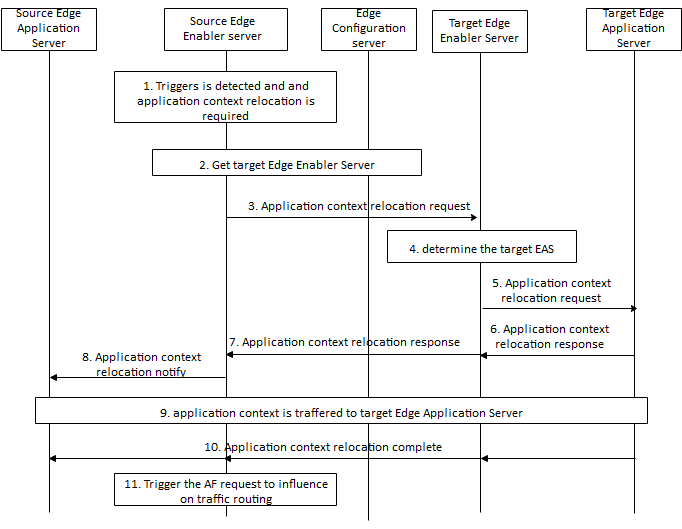 Source Edge
Application
Server
Source Edge
Enabler server
Edge
Configuration
server
Target Edge
Enabler Server
Target Edge
Application
Server
1. Triggers is detected and and
application context relocation is
required
2. Get target Edge Enabler Server
3. Application context relocation request
4. determine the target EAS
5. Application context
relocation request
6. Application context
relocation response
7. Application context relocation response
8. Application context
relocation notify
9. application context is traffered to target Edge Application Server
10. Application context relocation complete
11. Trigger the AF request to influence
on traffic routing